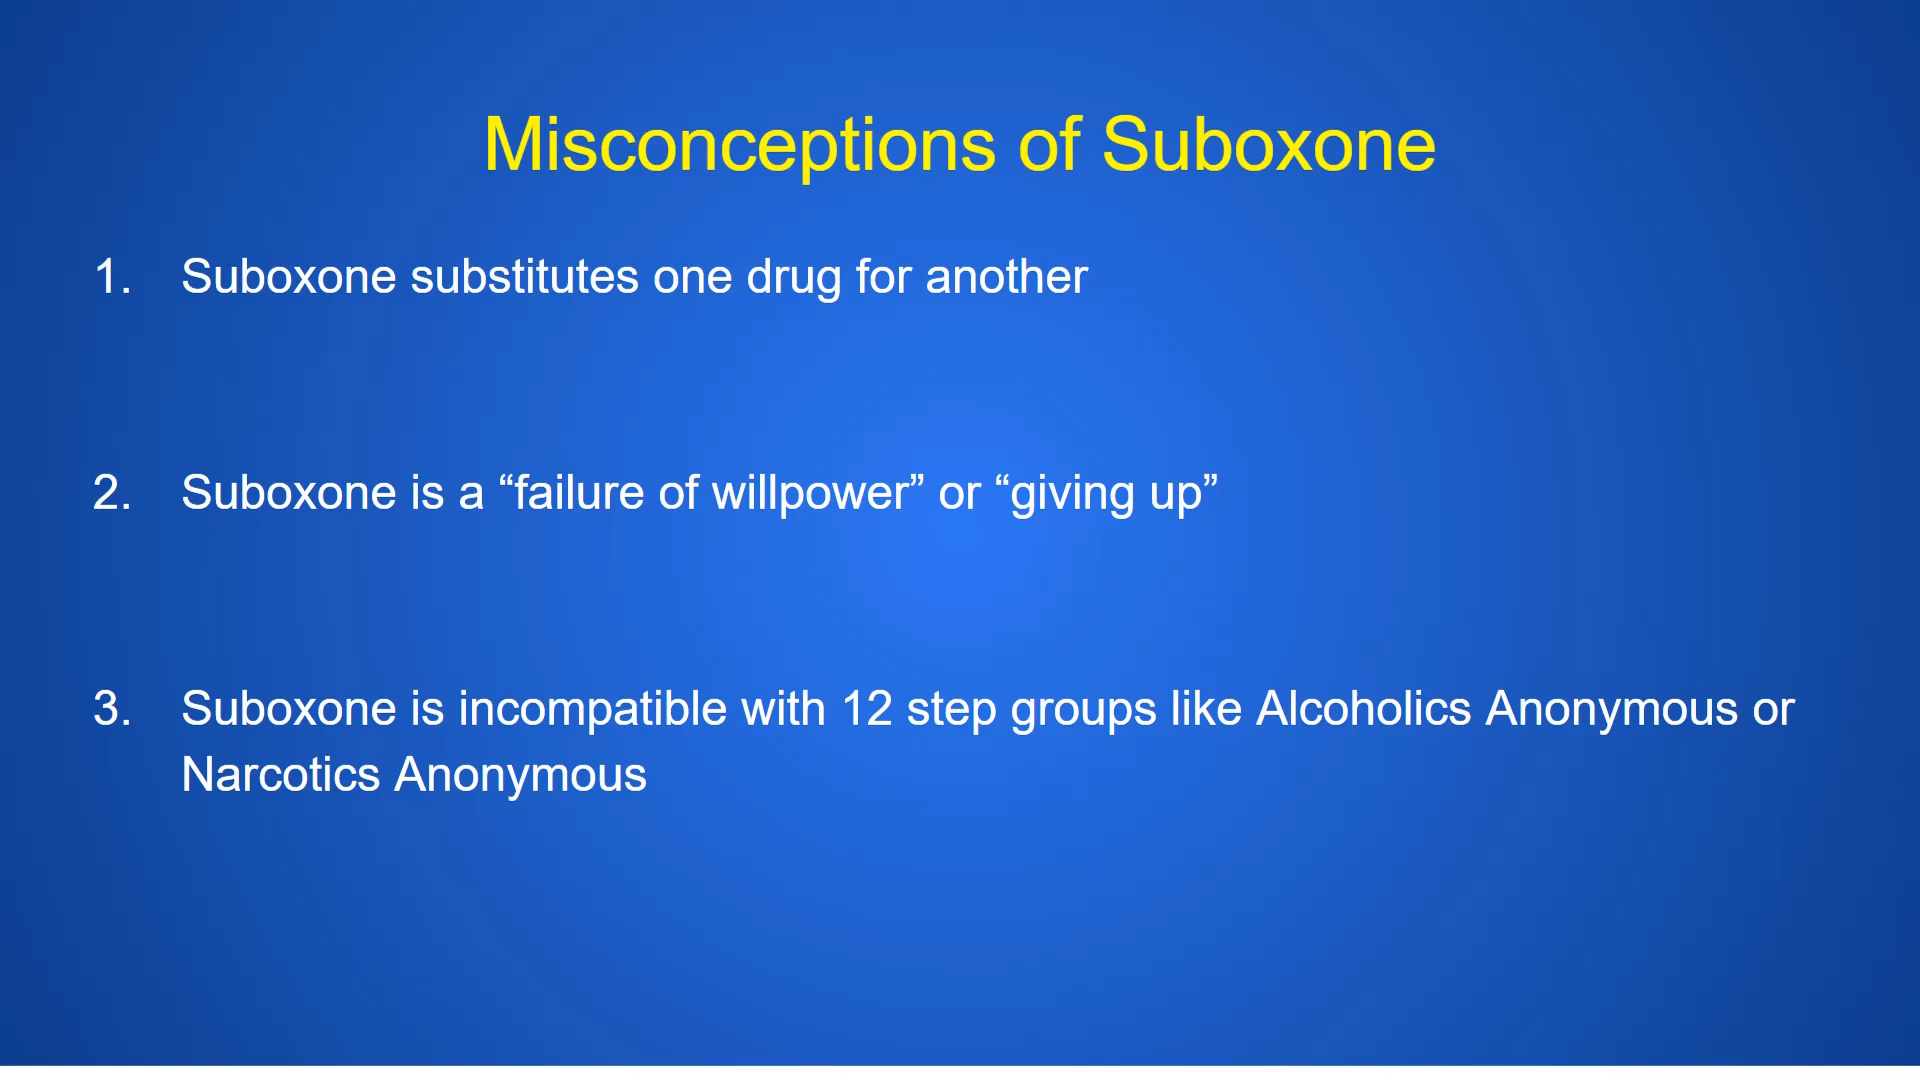 Misconceptions of Suboxone
1. Suboxone substitutes one drug for another
2. Suboxone is a “failure of willpower” or “giving up”
3. Suboxone is incompatible with 12 step groups like Alcoholics Anonymous or
Narcotics Anonymous